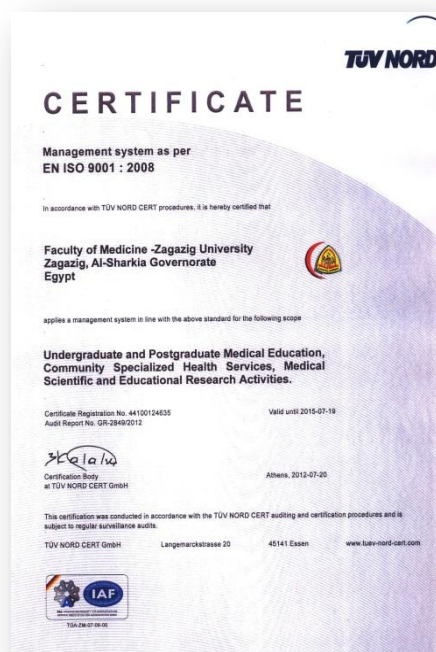 TÜV NORD
CERTIFICATE
Management system as per
EN ISO 9001 : 2008
In accordance with TÜV NORD CERT procedures, it is hereby certified that
Faculty of Medicine -Zagazig University
Zagazig, Al-Sharkia Governorate
Egypt
applies a management system in line with the above standard for the following scope
Undergraduate and Postgraduate Medical Education,
Community Specialized Health Services, Medical
Scientific and Educational Research Activities.
Certificate Registration No. 44100124635 Valid until 2015-07-19
Audit Report No. GR-2849/2012
Certification Body Athens, 2012-07-20
at TÜV NORD CERT GmbH
This certification was conducted in accordance with the TÜV NORD CERT auditing and certification procedures and is
subject to regular surveillance audits.
TÜV NORD CERT GmbH Langemarckstrasse 20 45141 Essen www.tuev-nord-cert.com
IAF
TGA-ZM-07-06-00